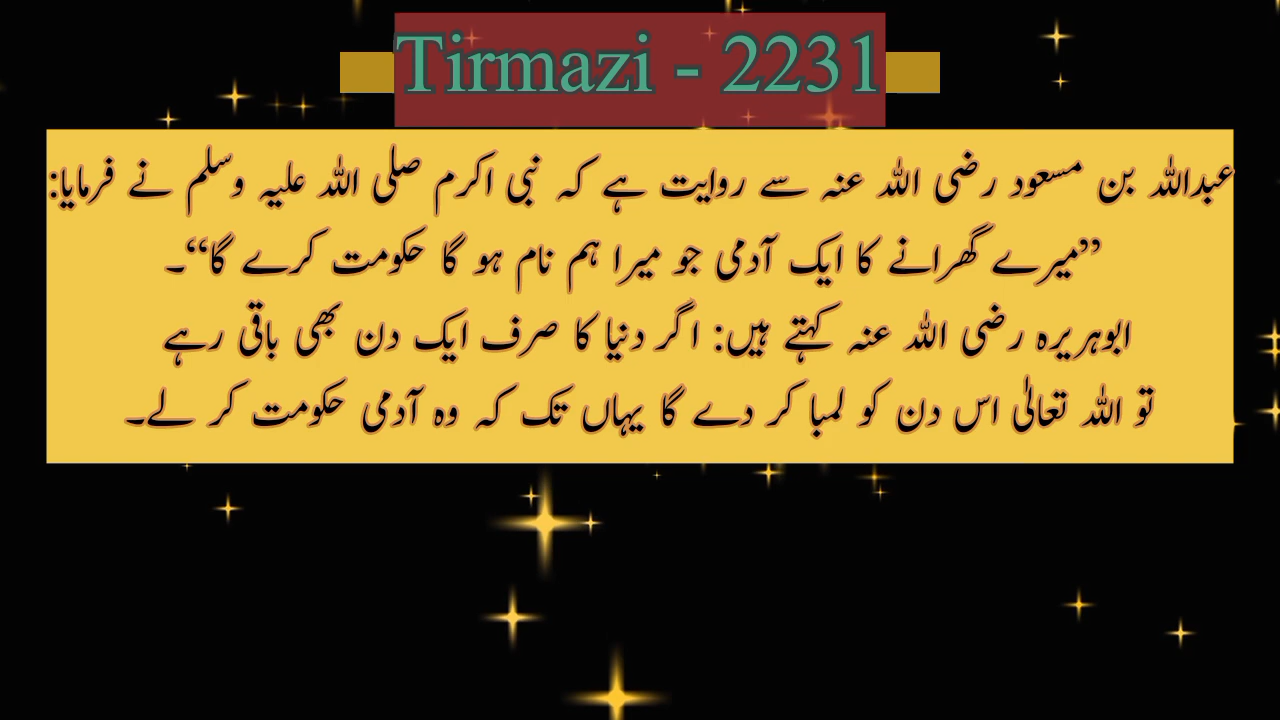 Tirmazi - 2231
عبداللہ بن مسعود رضی اللہ عنہ سے روایت ہے کہ نبی اکرم صلی اللہ علیہ وسلم نے فرمایا:
”میرے گھرانے کا ایک آدمی جو میرا ہم نام ہو گا حکومت کرے گا“۔
ابوہریرہ رضی اللہ عنہ کہتے ہیں: اگر دنیا کا صرف ایک دن بھی باقی رہے
تو اللہ تعالیٰ اس دن کو لمبا کر دے گا یہاں تک کہ وہ آدمی حکومت کر لے۔